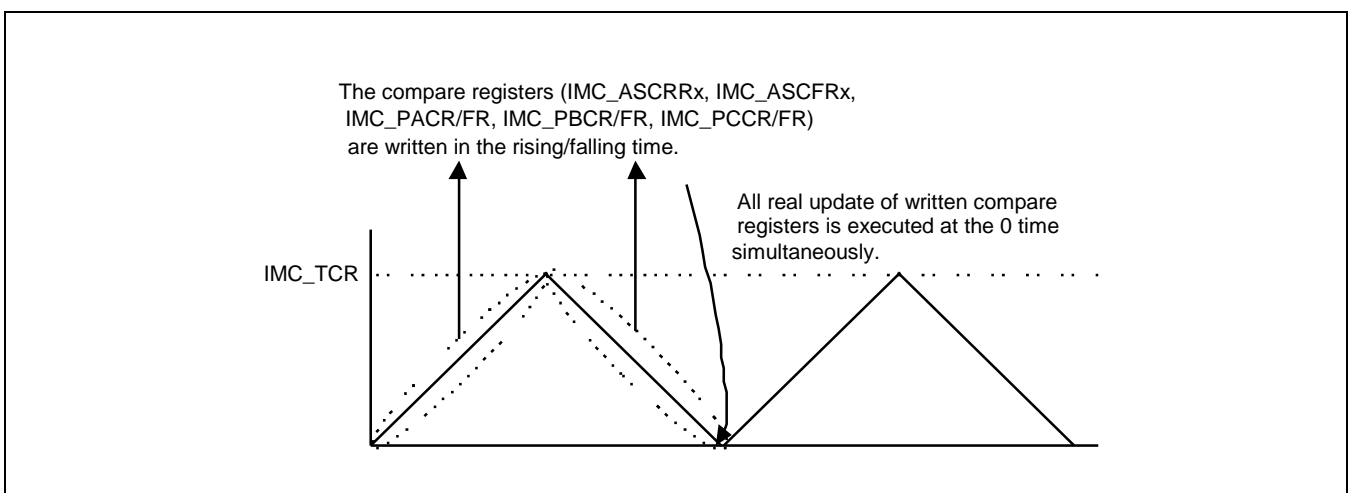 The compare registers (IMC_ASCRRx, IMC_ASCFRx,
IMC_PACR/FR, IMC_PBCR/FR, IMC_PCCR/FR)
are written in the rising/falling time.
All real update of written compare
registers is executed at the 0 time
simultaneously.
IMC_TCR